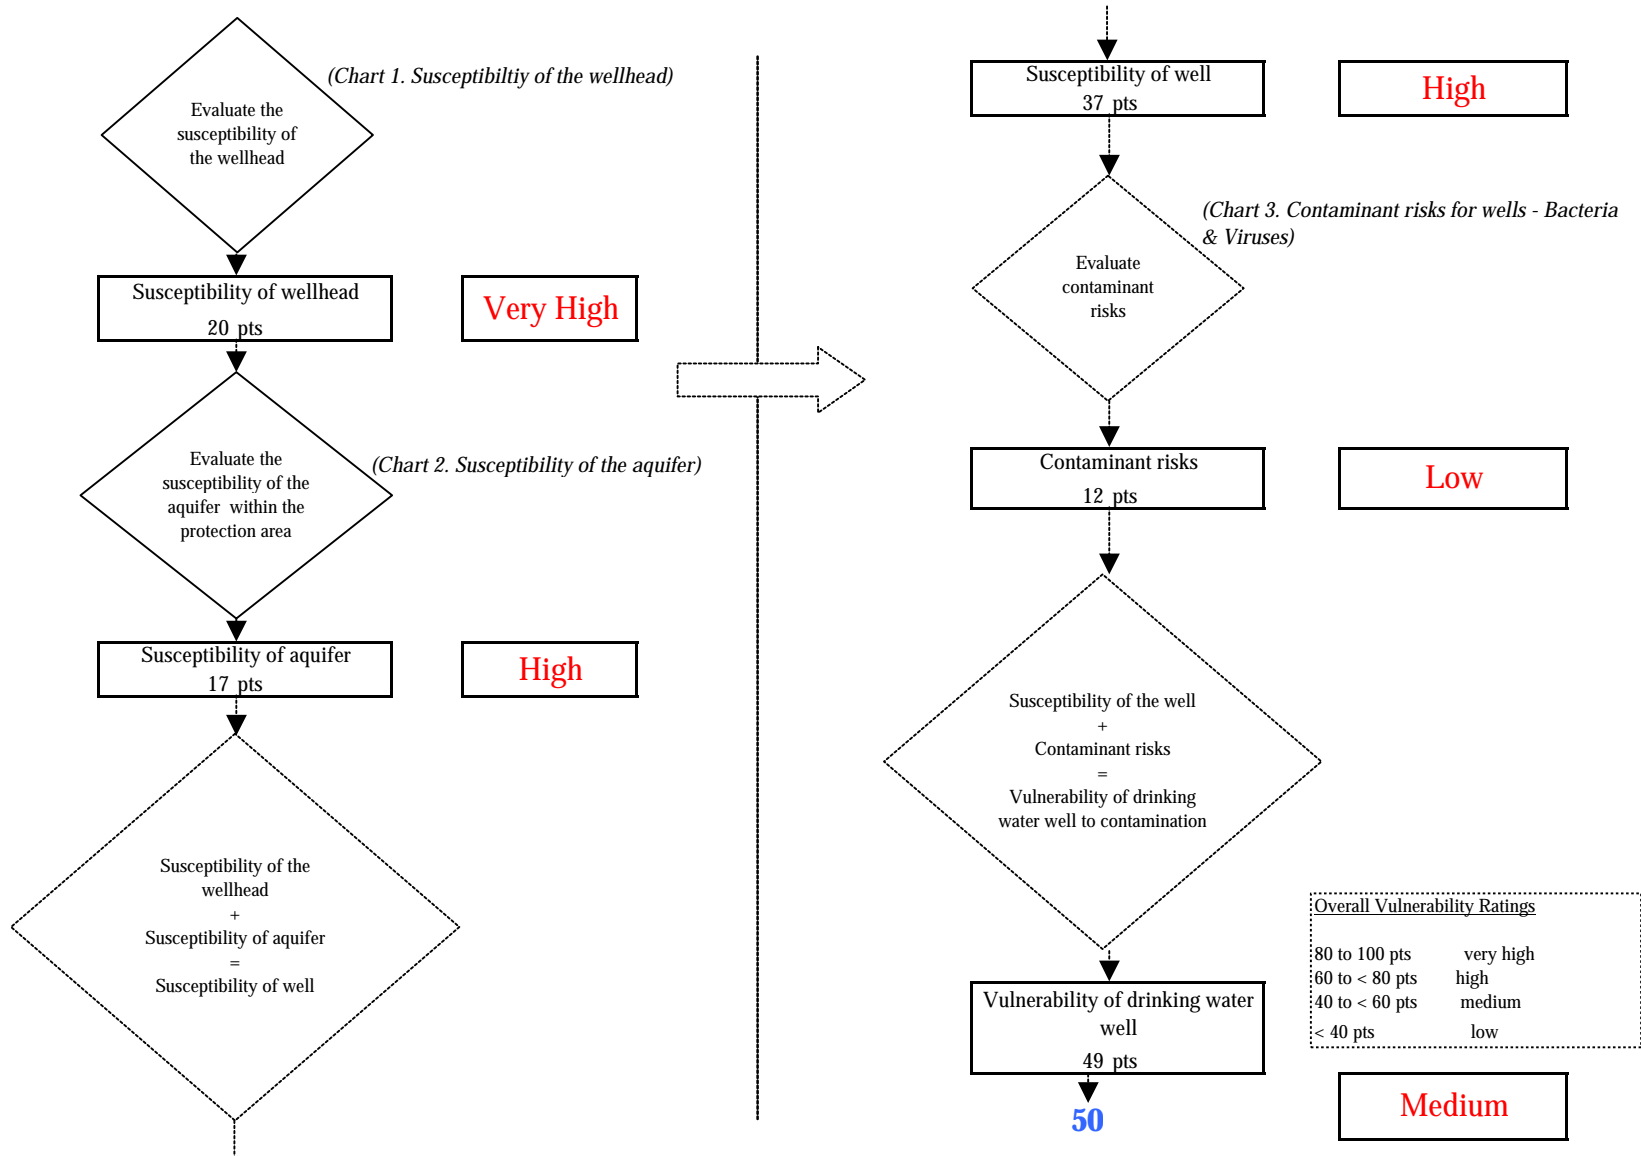 (Chart 1. Susceptibiltiy of the wellhead)
Evaluate the
susceptibility of
the wellhead
Susceptibility of wellhead
20 pts
Very High
(Chart 2. Susceptibility of the aquifer)
Evaluate the
susceptibility of the
aquifer within the
protection area
Susceptibility of aquifer
17 pts
High
Susceptibility of the
wellhead
+
Susceptibility of aquifer
=
Susceptibility of well
Susceptibility of well
37 pts
High
(Chart 3. Contaminant risks for wells - Bacteria
& Viruses)
Evaluate
contaminant
risks
Contaminant risks
12 pts
Low
Susceptibility of the well
+
Contaminant risks
=
Vulnerability of drinking
water well to contamination
Overall Vulnerability Ratings
80 to 100 pts very high
60 to < 80 pts high
40 to < 60 pts medium
< 40 pts low
Vulnerability of drinking water
well
49 pts
50
Medium